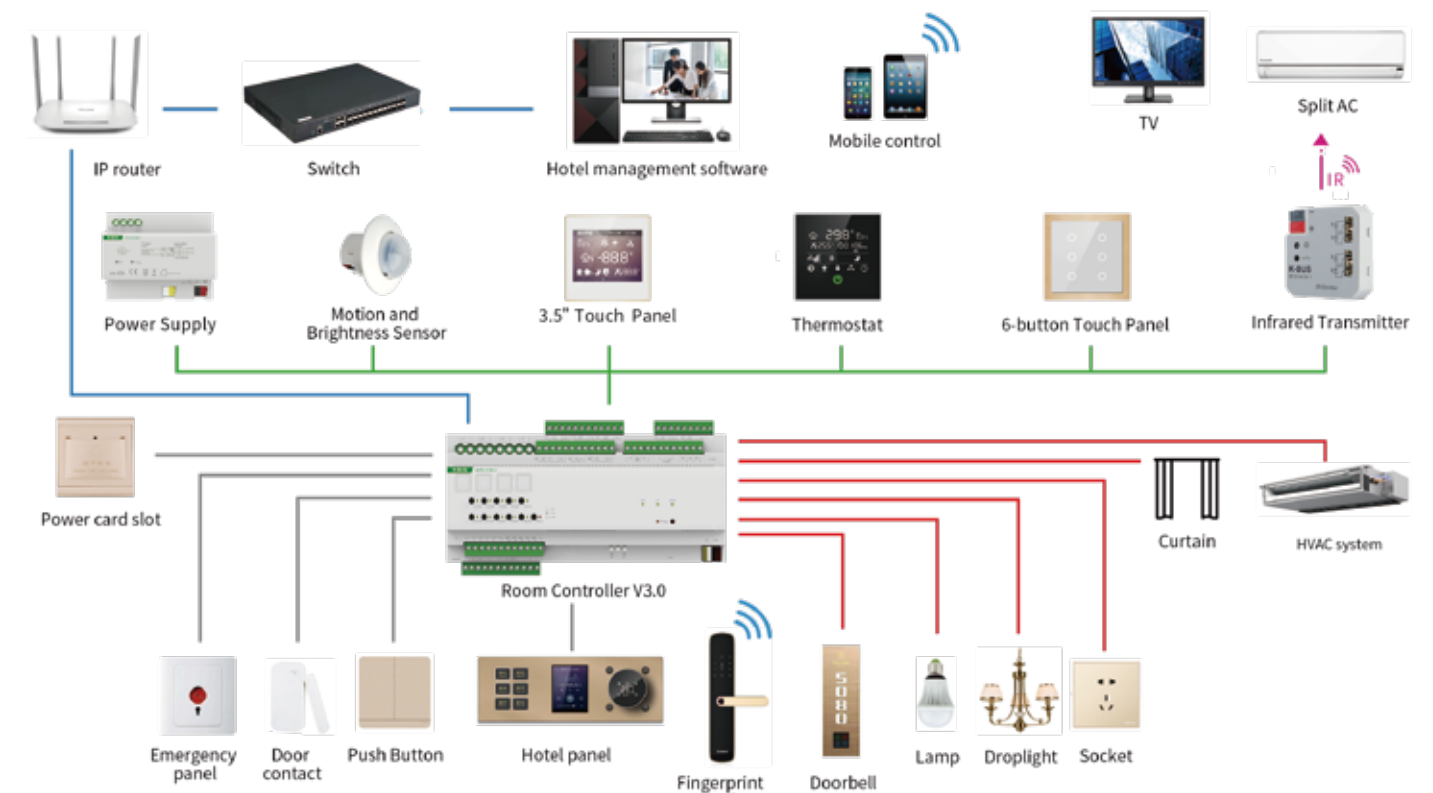 IP router
Switch
Hotel management software
Mobile control
TV
Split AC
IR
Power Supply
Motion and
Brightness Sensor
3.5" Touch Panel
Thermostat
6-button Touch Panel
K-BUS
Infrared Transmitter
Power card slot
Room Controller V3.0
Curtain
HVAC system
Emergency
panel
Door
contact
Push Button
Hotel panel
Fingerprint
5080
Doorbell
Lamp
Droplight
Socket